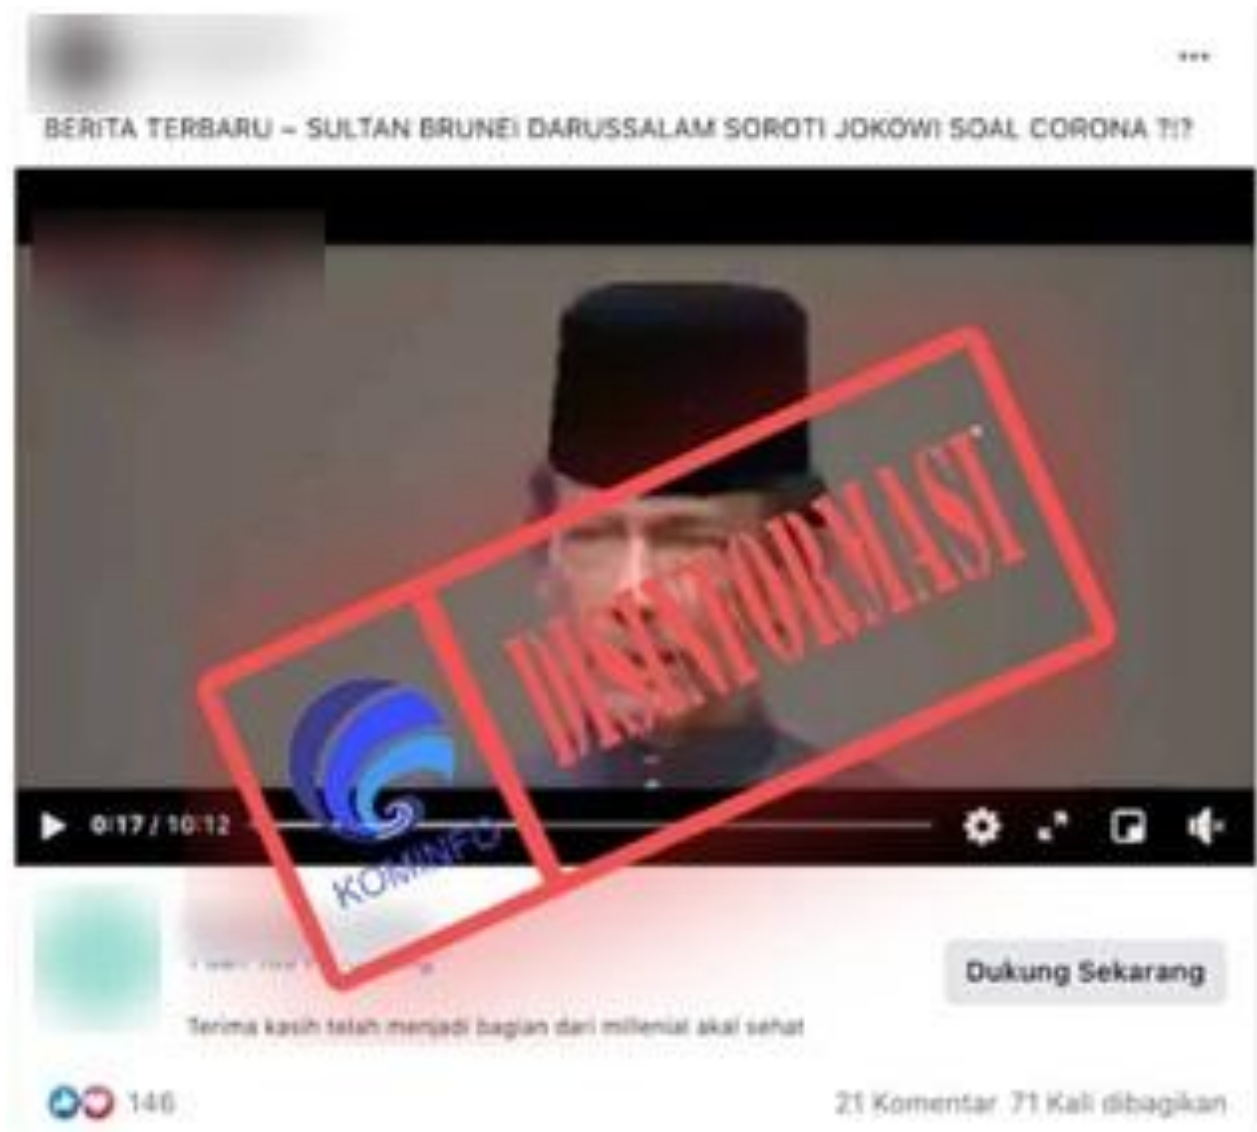 BERITA TERBARU – SULTAN BRUNEI DARUSSALAM SOROTI JOKOWI SOAL CORONA ?!?
DISINFORMASI
KOMINFO
0:17 / 10:12
Dukung Sekarang
Terima kasih telah menjadi bagian dari millenial akal sehat
146
21 Komentar 71 Kali dibagikan